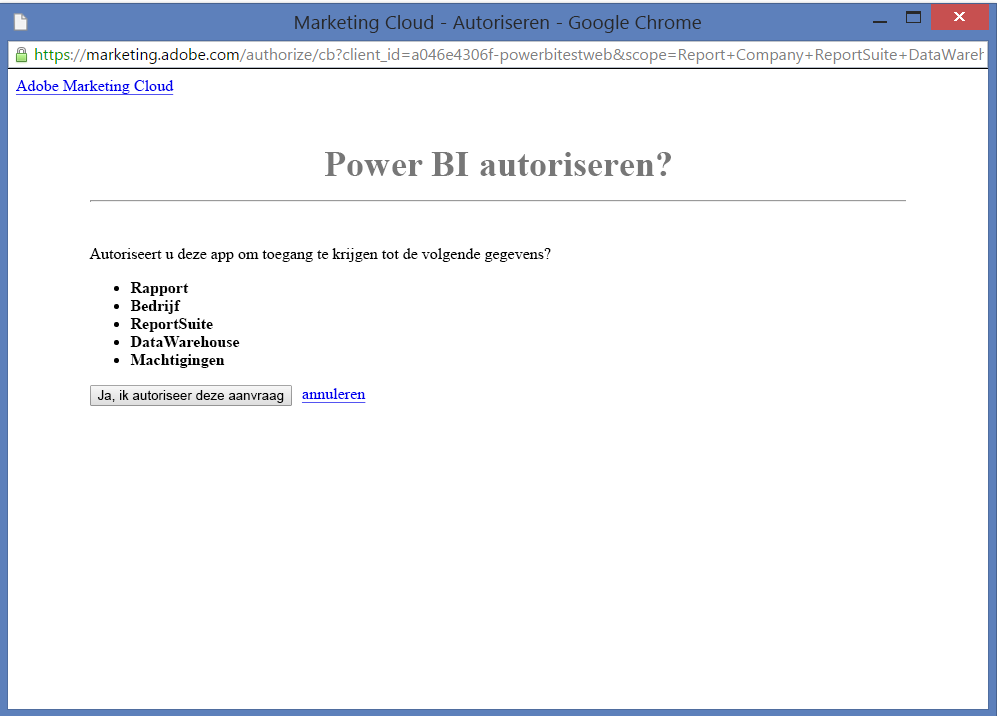 Marketing Cloud - Autoriseren - Google Chrome
https://marketing.adobe.com/authorize/cb?client_id=a046e4306f-powerbitestweb&scope=Report+Company+ReportSuite+DataWareh
Adobe Marketing Cloud
Power BI autoriseren?
Autoriseert u deze app om toegang te krijgen tot de volgende gegevens?
• Rapport
• Bedrijf
• ReportSuite
• DataWarehouse
• Machtigingen
Ja, ik autoriseer deze aanvraag annuleren